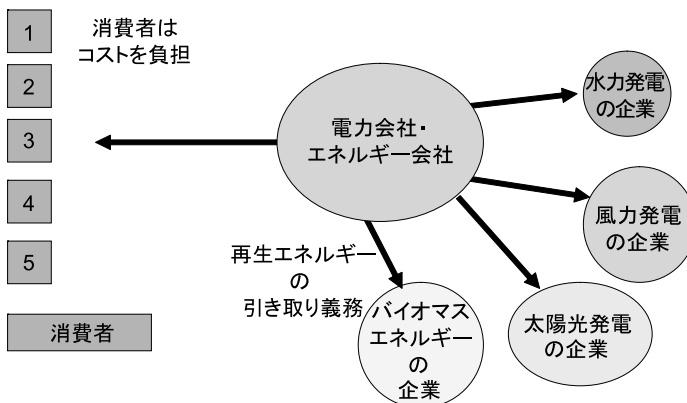 1
2
3
4
5
消費者
消費者は
コストを負担
電力会社・
エネルギー会社
再生エネルギー
の
引き取り義務
水力発電
の企業
風力発電
の企業
太陽光発電
の企業
バイオマス
エネルギー
の
企業